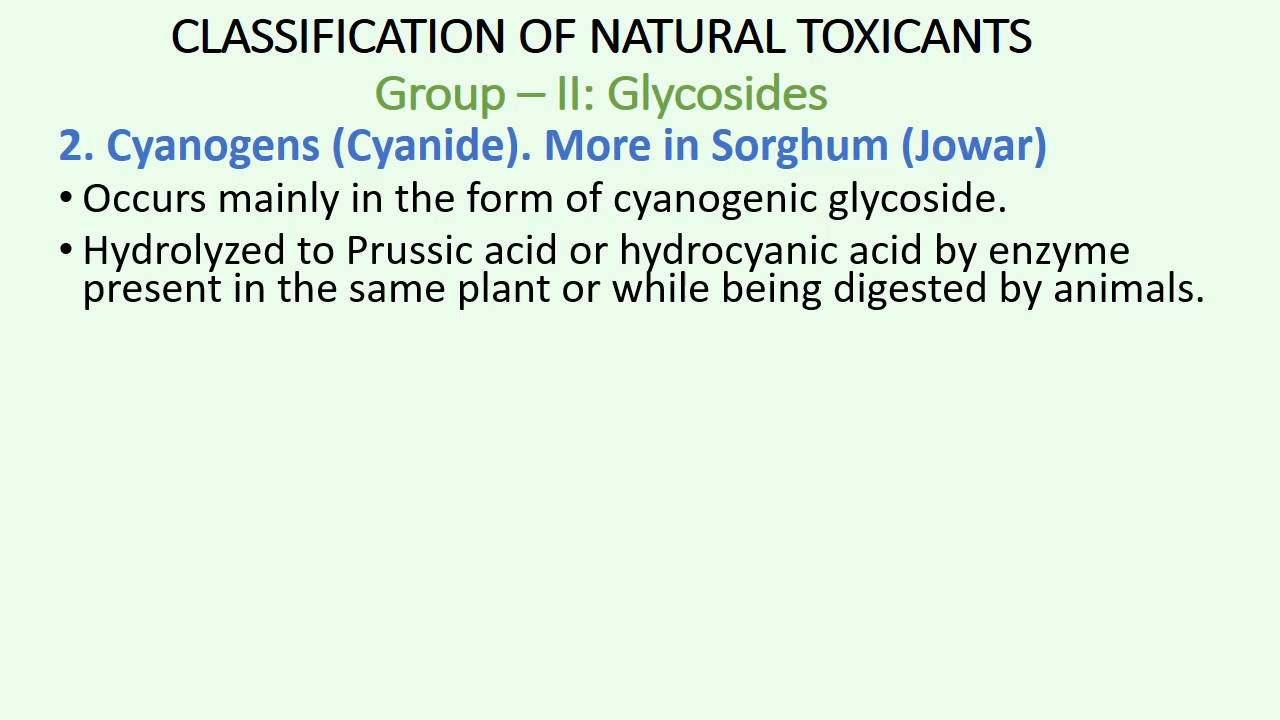 CLASSIFICATION OF NATURAL TOXICANTS
Group – II: Glycosides
2. Cyanogens (Cyanide). More in Sorghum (Jowar)
• Occurs mainly in the form of cyanogenic glycoside.
• Hydrolyzed to Prussic acid or hydrocyanic acid by enzyme
present in the same plant or while being digested by animals.